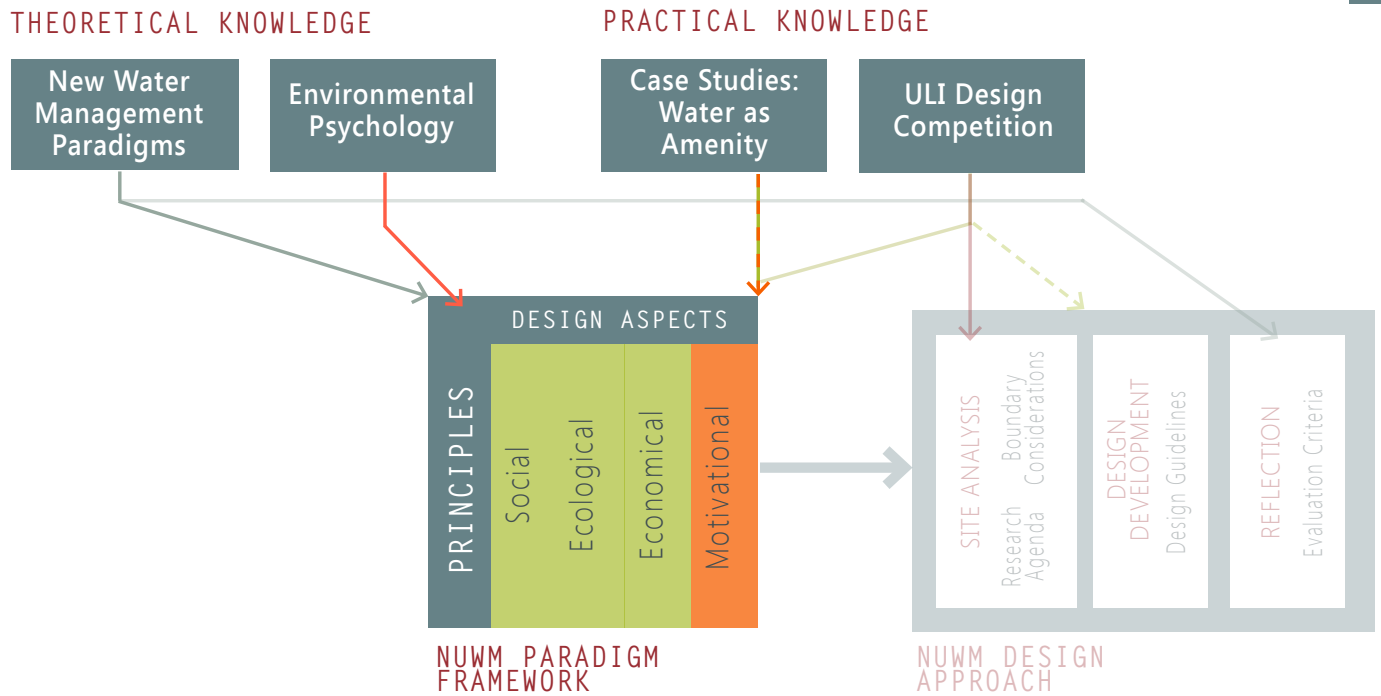 THEORETICAL KNOWLEDGE
PRACTICAL KNOWLEDGE
New Water
Management
Paradigms
Environmental
Psychology
Case Studies:
Water as
Amenity
ULI Design
Competition
DESIGN ASPECTS
PRINCIPLES
Social
Ecological
Economical
Motivational
SITE ANALYSIS
Research
Agenda
Boundary
Considerations
DESIGN
DEVELOPMENT
Design Guidelines
REFLECTION
Evaluation Criteria
NUWM PARADIGM
FRAMEWORK
NUWM DESIGN
APPROACH